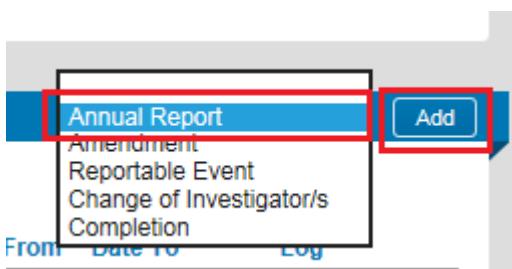 Annual Report
Add
Amendment
Reportable Event
Change of Investigator/s
Completion
From Date To Log